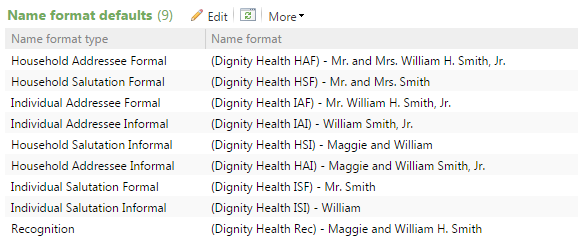 Name format defaults (9) Edit More
Name format type Name format
Household Addressee Formal (Dignity Health HAF) - Mr. and Mrs. William H. Smith, Jr.
Household Salutation Formal (Dignity Health HSF) - Mr. and Mrs. Smith
Individual Addressee Formal (Dignity Health IAF) - Mr. William H. Smith, Jr.
Individual Addressee Informal (Dignity Health IAI) - William Smith, Jr.
Household Salutation Informal (Dignity Health HSI) - Maggie and William
Household Addressee Informal (Dignity Health HAI) - Maggie and William Smith, Jr.
Individual Salutation Formal (Dignity Health ISF) - Mr. Smith
Individual Salutation Informal (Dignity Health ISI) - William
Recognition (Dignity Health Rec) - Maggie and William H. Smith